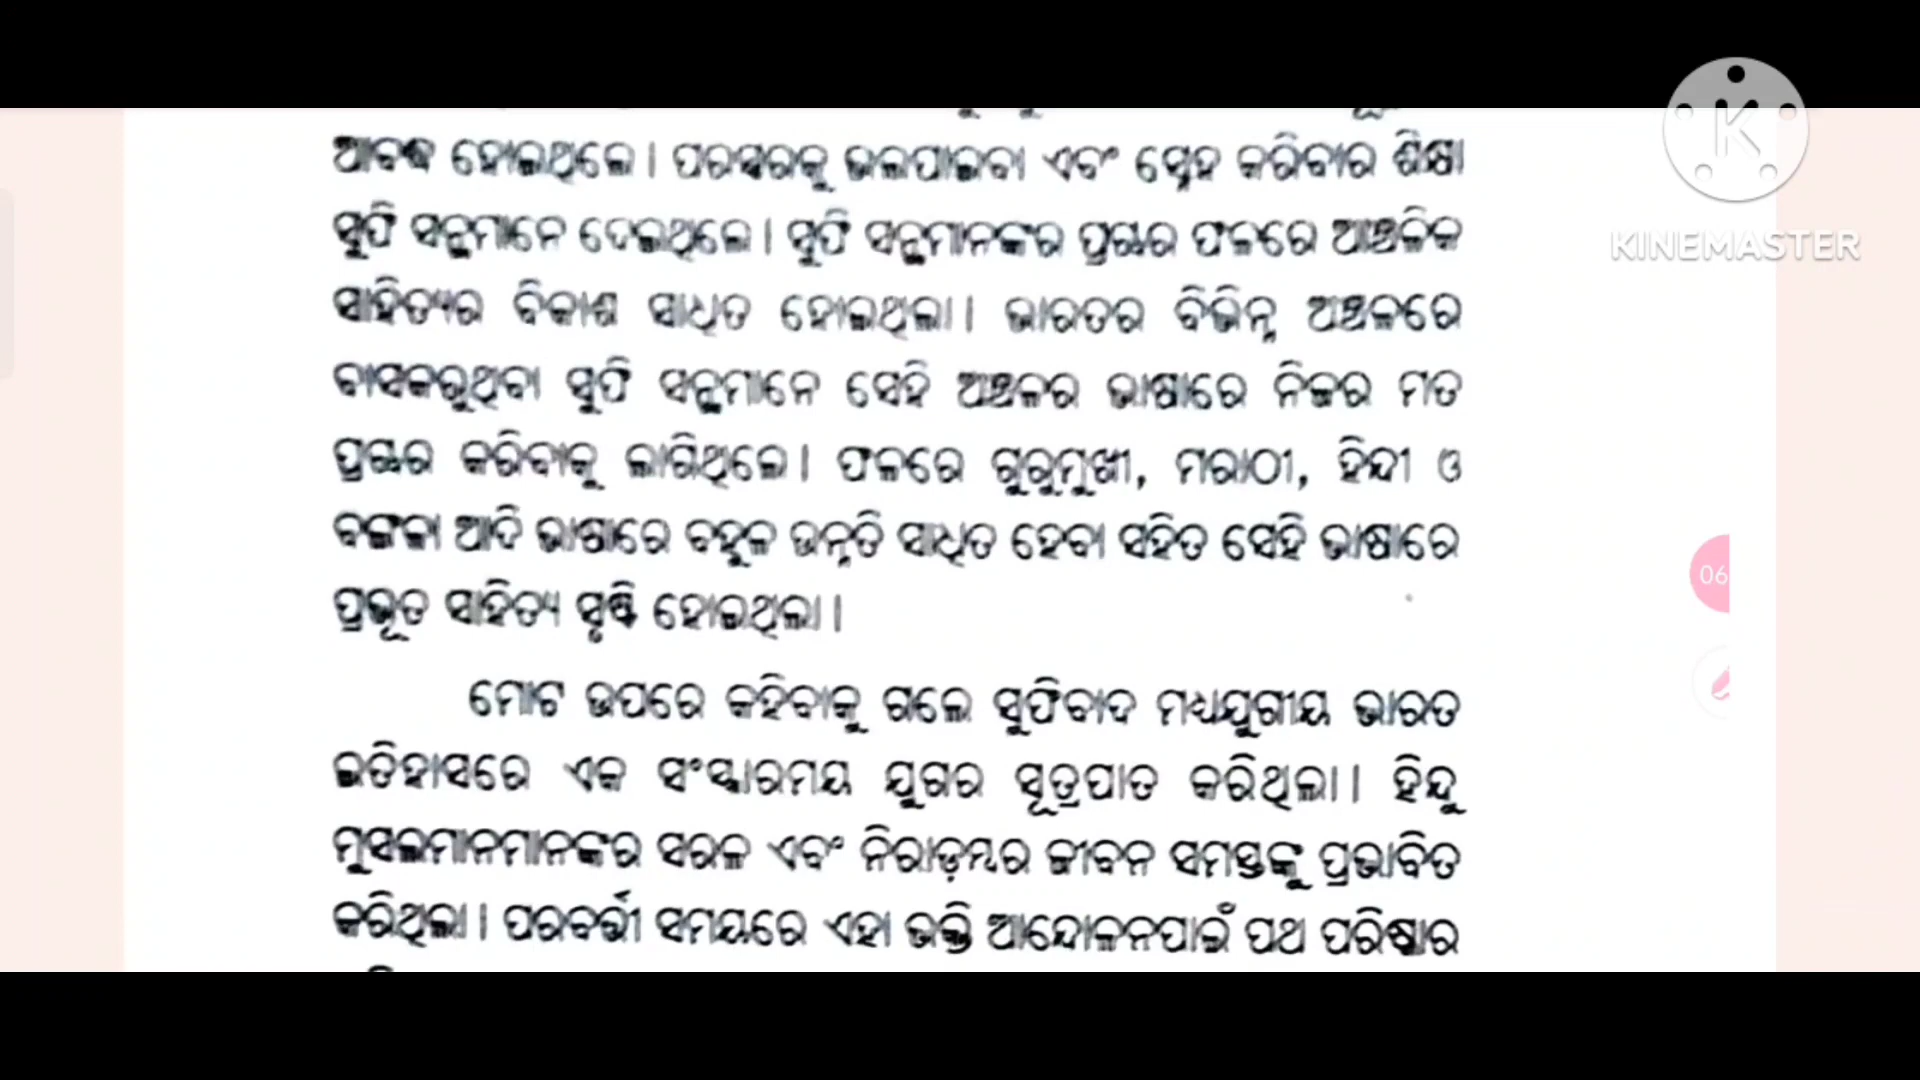 ଆବଦ୍ଧ ହୋଇଥିଲେ। ପରସ୍ପରକୁ ଭଲପାଇବା ଏବଂ ସ୍ନେହ କରିବାର ଶିକ୍ଷା
ସୁଫି ସନ୍ଥମାନେ ଦେଇଥିଲେ। ସୁଫି ସନ୍ଥମାନଙ୍କର ପ୍ରଚାର ଫଳରେ ଆଞ୍ଚଳିକ
ସାହିତ୍ୟର ବିକାଶ ସାଧିତ ହୋଇଥିଲା। ଭାରତର ବିଭିନ୍ନ ଅଞ୍ଚଳରେ
ବାସକରୁଥିବା ସୁଫି ସନ୍ଥମାନେ ସେହି ଅଞ୍ଚଳର ଭାଷାରେ ନିଜର ମତ
ପ୍ରଚାର କରିବାକୁ ଲାଗିଥିଲେ। ଫଳରେ ଗୁରୁମୁଖୀ, ମରାଠୀ, ହିନ୍ଦୀ ଓ
ବଙ୍ଗଳା ଆଦି ଭାଷାରେ ବହୁଳ ଉନ୍ନତି ସାଧିତ ହେବା ସହିତ ସେହି ଭାଷାରେ
ପ୍ରଭୂତ ସାହିତ୍ୟ ସୃଷ୍ଟି ହୋଇଥିଲା।
ମୋଟ ଉପରେ କହିବାକୁ ଗଲେ ସୁଫିବାଦ ମଧ୍ୟଯୁଗୀୟ ଭାରତ
ଇତିହାସରେ ଏକ ସଂସ୍କାରମୟ ଯୁଗର ସୂତ୍ରପାତ କରିଥିଲା। ହିନ୍ଦୁ
ମୁସଲମାନମାନଙ୍କର ସରଳ ଏବଂ ନିରାଡ଼ମ୍ବର ଜୀବନ ସମସ୍ତଙ୍କୁ ପ୍ରଭାବିତ
କରିଥିଲା। ପରବର୍ତ୍ତୀ ସମୟରେ ଏହା ଭକ୍ତି ଆନ୍ଦୋଳନପାଇଁ ପଥ ପରିଷ୍କାର
KINEMASTER
06